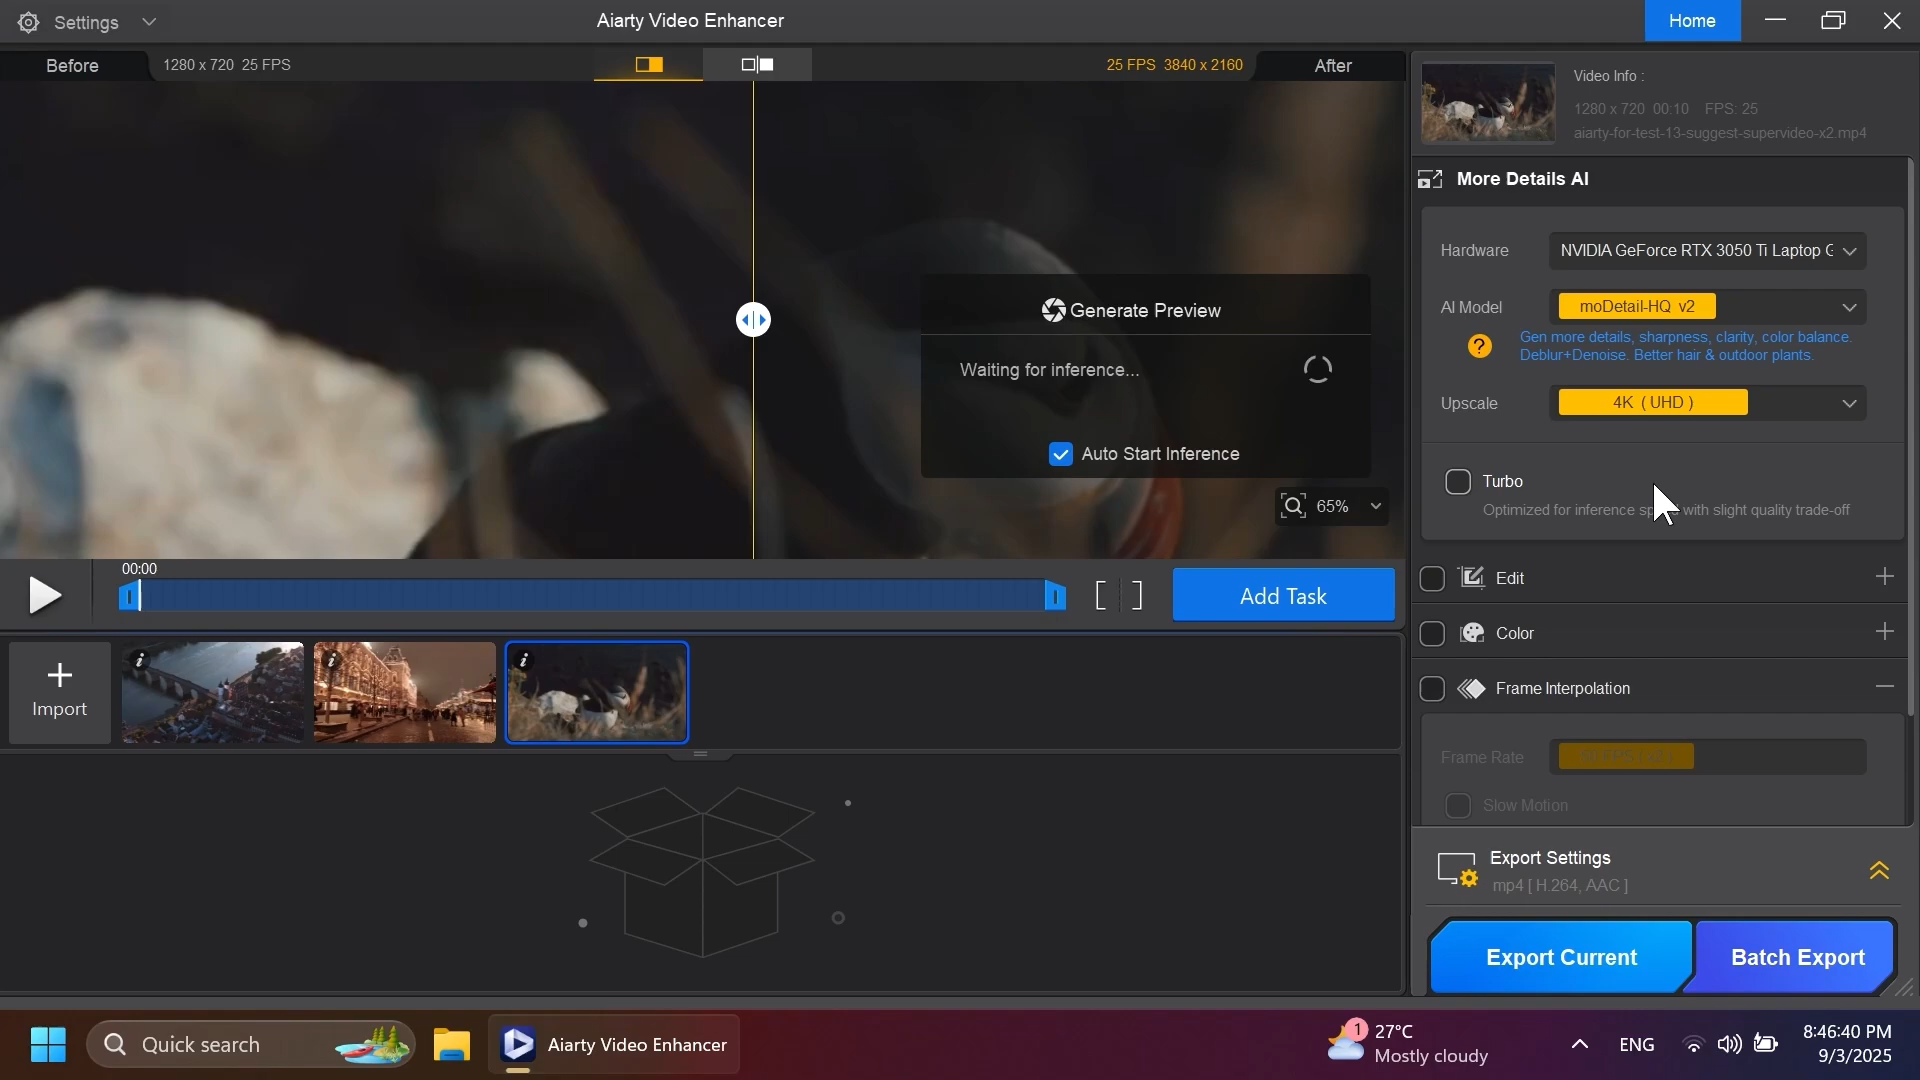 Settings
Aiarty Video Enhancer
Home
Before
1280 x 720 25 FPS
25 FPS 3840 x 2160
After
Video Info :
1280 x 720 00:10 FPS: 25
aiarty-for-test-13-suggest-supervideo-x2.mp4
More Details AI
Hardware
NVIDIA GeForce RTX 3050 Ti Laptop G
AI Model
moDetail-HQ v2
?
Gen more details, sharpness, clarity, color balance.
Deblur+Denoise. Better hair & outdoor plants.
Upscale
4K ( UHD )
Turbo
Optimized for inference speed with slight quality trade-off
Generate Preview
Waiting for inference...
Auto Start Inference
65%
00:00
Add Task
Edit
Color
Frame Interpolation
Frame Rate
50 FPS ( x2 )
Slow Motion
Import
Export Settings
mp4 [ H.264, AAC ]
Export Current
Batch Export
Quick search
Aiarty Video Enhancer
1
27°C
Mostly cloudy
ENG
8:46:40 PM
9/3/2025